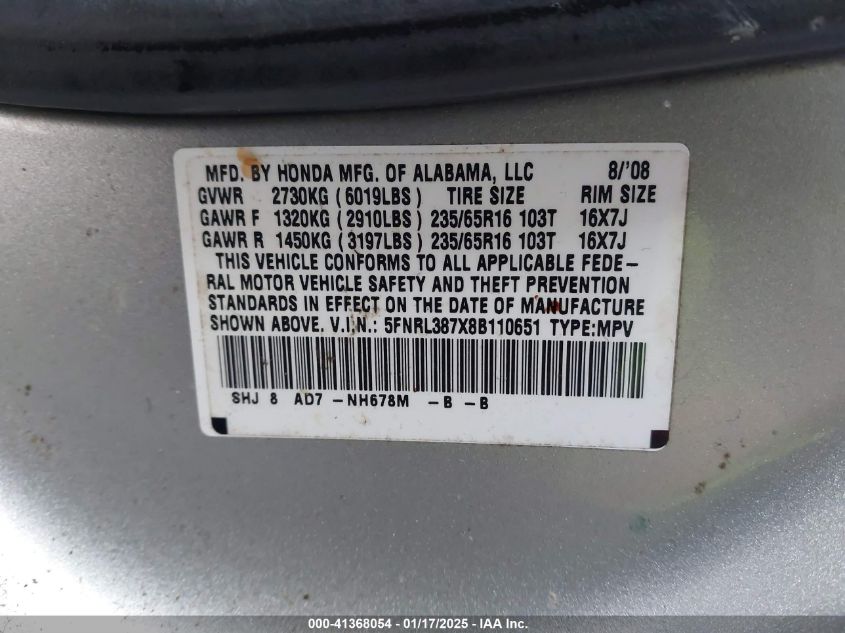 MFD. BY HONDA MFG. OF ALABAMA, LLC 8/'08
GVWR 2730KG (6019LBS) TIRE SIZE RIM SIZE
GAWR F 1320KG (2910LBS) 235/65R16 103T 16X7J
GAWR R 1450KG (3197LBS) 235/65R16 103T 16X7J
THIS VEHICLE CONFORMS TO ALL APPLICABLE FEDE-
RAL MOTOR VEHICLE SAFETY AND THEFT PREVENTION
STANDARDS IN EFFECT ON THE DATE OF MANUFACTURE
SHOWN ABOVE. V.I.N.: 5FNRL387X8B110651 TYPE:MPV
SHJ 8 AD7 -NH678M -B -B
000-41368054 - 01/17/2025 - IAAI.COM